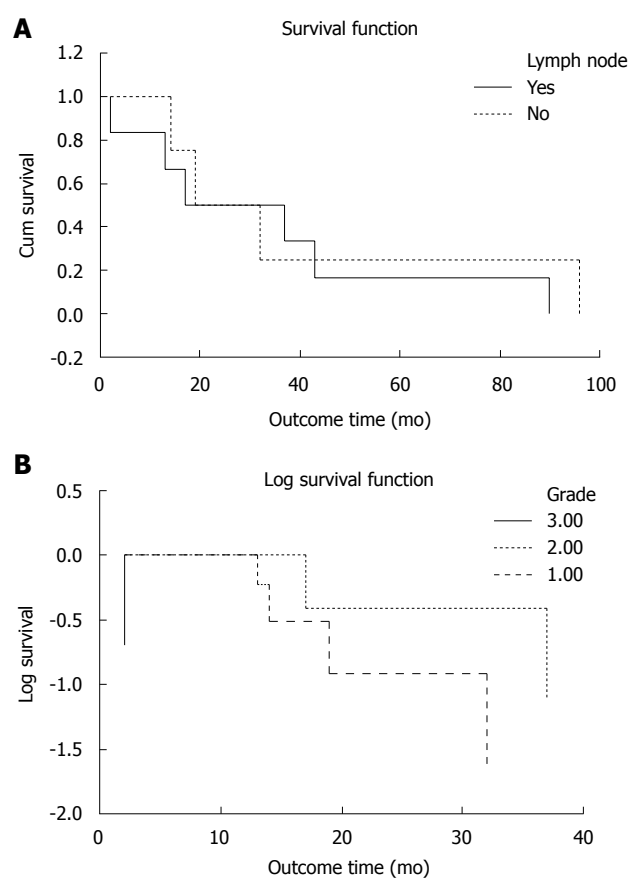 A
Survival function
1.2
1.0
0.8
0.6
0.4
0.2
0.0
-0.2
Cum survival
Lymph node
Yes
No
0 20 40 60 80 100
Outcome time (mo)
B
Log survival function
0.5
0.0
-0.5
-1.0
-1.5
-2.0
Log survival
Grade
3.00
2.00
1.00
0 10 20 30 40
Outcome time (mo)